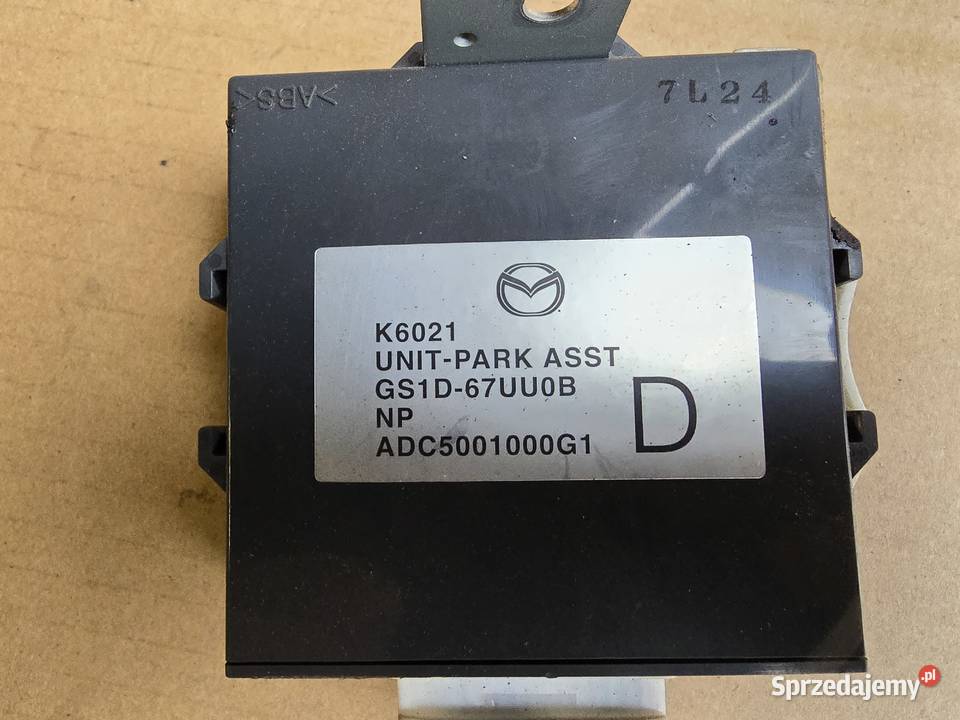 >ABS<
7L24
K6021
UNIT-PARK ASST
GS1D-67UU0B
NP
ADC5001000G1
D
Sprzedajemy.pl